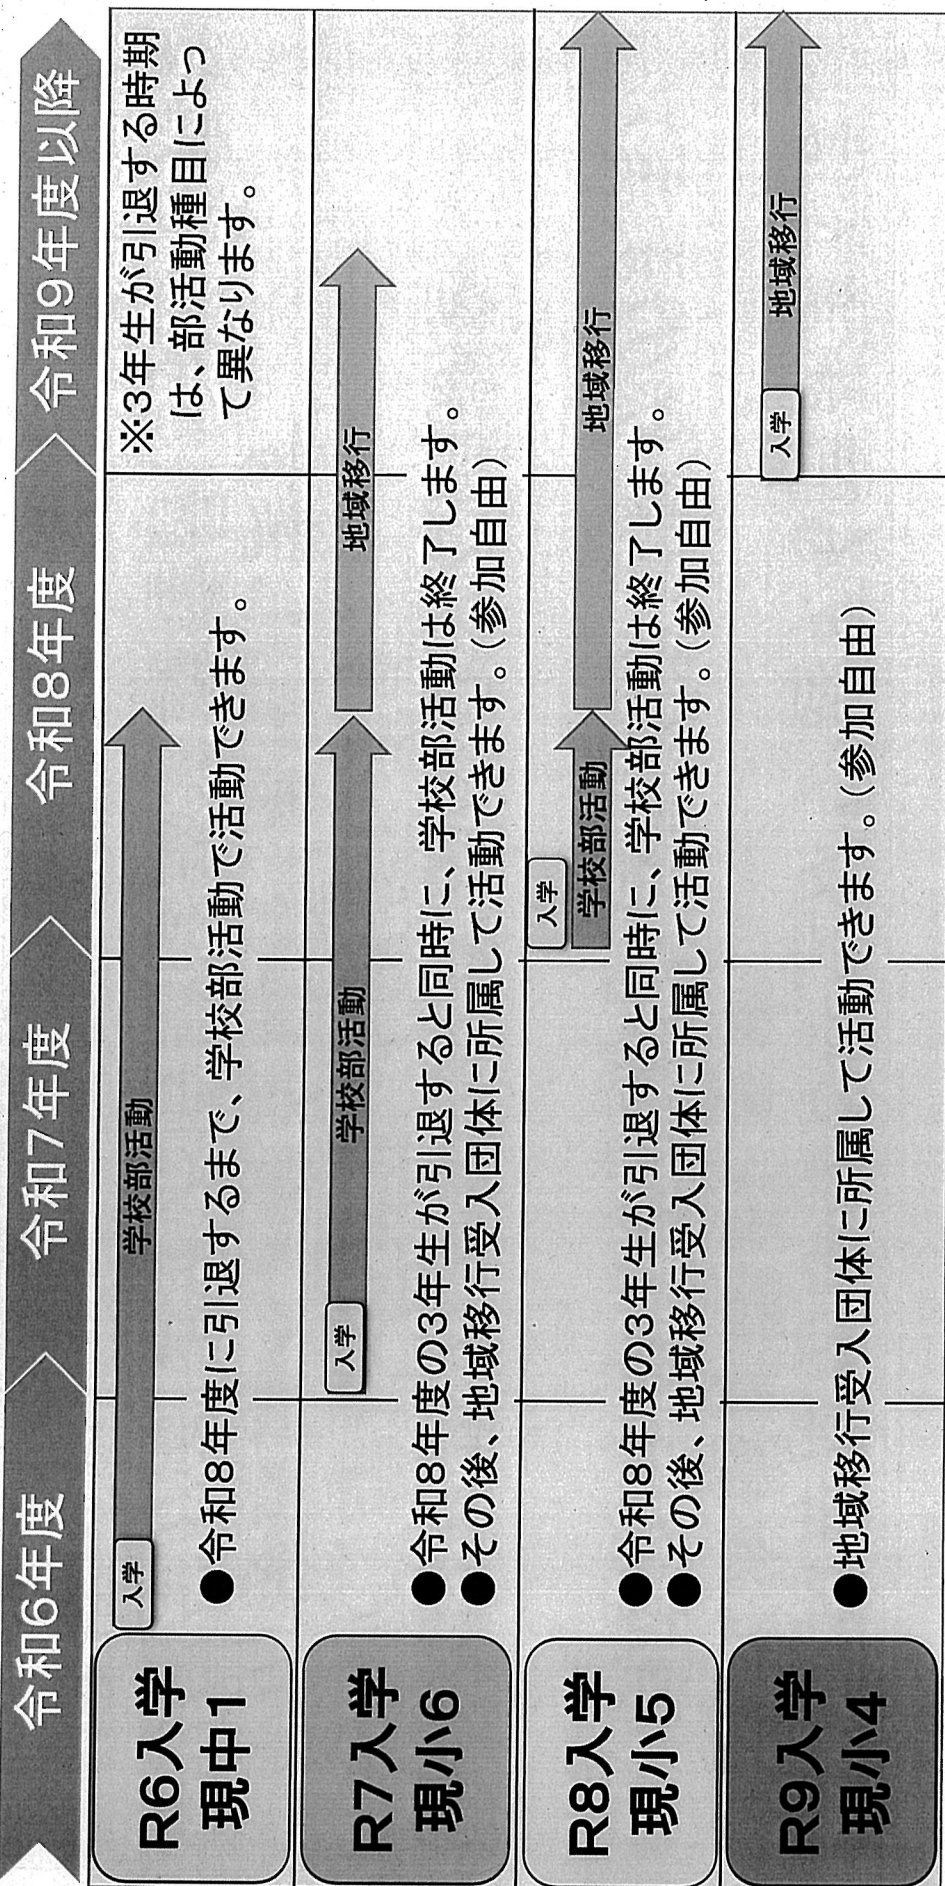 令和6年度
令和7年度
令和8年度
令和9年度以降
R6入学
現中1
入学
学校部活動
●令和8年度に引退するまで、学校部活動で活動できます。
※3年生が引退する時期
は、部活動種目によっ
て異なります。
R7入学
現小6
入学
学校部活動
地域移行
●令和8年度の3年生が引退すると同時に、学校部活動は終了します。
●その後、地域移行受入団体に所属して活動できます。(参加自由)
R8入学
現小5
入学
学校部活動
地域移行
●令和8年度の3年生が引退すると同時に、学校部活動は終了します。
●その後、地域移行受入団体に所属して活動できます。(参加自由)
R9入学
現小4
入学
地域移行
●地域移行受入団体に所属して活動できます。(参加自由)